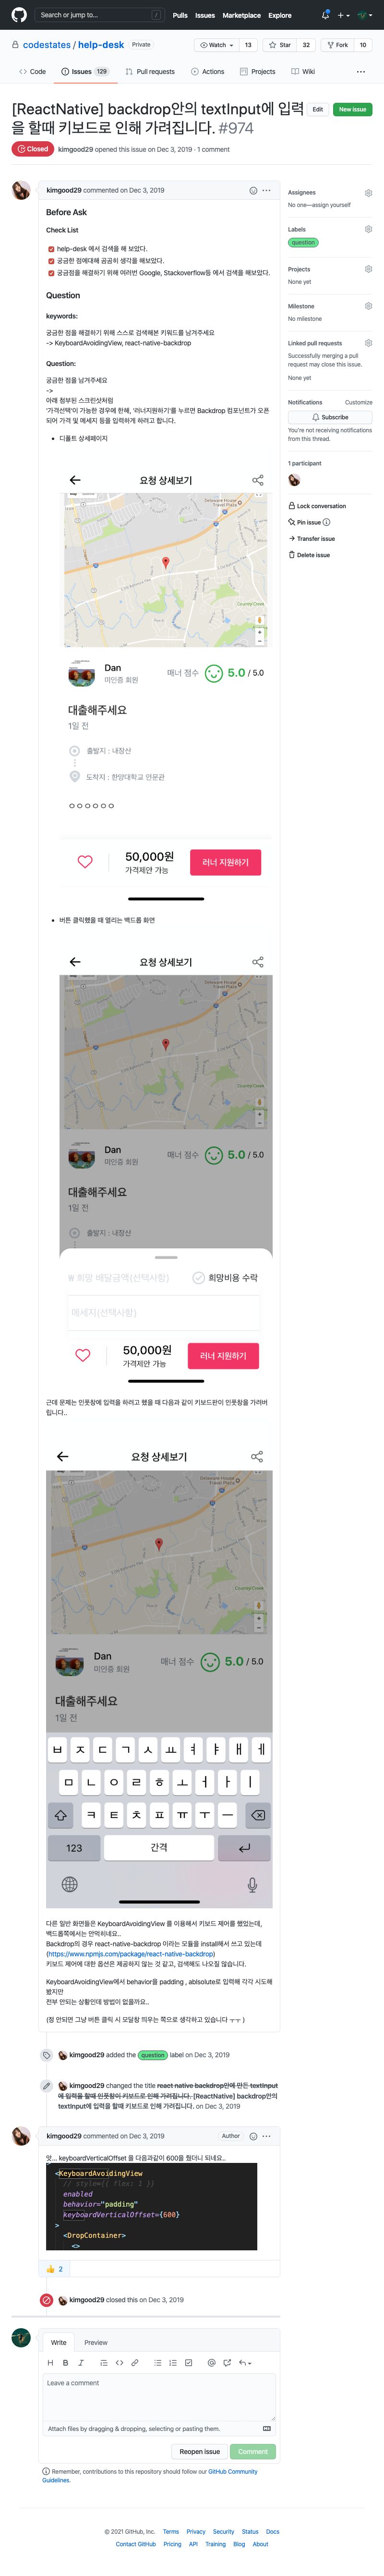 Search or jump to... /
Pulls Issues Marketplace Explore
codestates / help-desk Private
Watch 13 Star 32 Fork 10
Code Issues 129 Pull requests Actions Projects Wiki
[ReactNative] backdrop안의 textInput에 입력
을 할때 키보드로 인해 가려집니다. #974
Edit New issue
Closed kimgood29 opened this issue on Dec 3, 2019 · 1 comment
kimgood29 commented on Dec 3, 2019
Before Ask
Check List
help-desk 에서 검색을 해 보았다.
궁금한 점에대해 곰곰히 생각을 해보았다.
궁금점을 해결하기 위해 여러번 Google, Stackoverflow등 에서 검색을 해보았다.
Question
keywords:
궁금한 점을 해결하기 위해 스스로 검색해본 키워드를 남겨주세요
-> KeyboardAvoidingView, react-native-backdrop
Question:
궁금한 점을 남겨주세요
->
아래 첨부된 스크린샷처럼
'가격선택'이 가능한 경우에 한해, '러너지원하기'를 누르면 Backdrop 컴포넌트가 오픈
되어 가격 및 메세지 등을 입력하게 하려고 합니다.
디폴트 상세페이지
요청 상세보기
Delaware House
Travel Plaza
Country Creek
Dan
미인증 회원
매너 점수 5.0 / 5.0
대출해주세요
1일 전
출발지 : 내장산
도착지 : 한양대학교 인문관
ㅇㅇㅇㅇㅇㅇ
50,000원
가격제안 가능
러너 지원하기
버튼 클릭했을 때 열리는 백드롭 화면
요청 상세보기
Delaware House
Travel Plaza
Country Creek
Dan
미인증 회원
매너 점수 5.0 / 5.0
대출해주세요
1일 전
출발지 : 내장산
₩ 희망 배달금액(선택사항) 희망비용 수락
메세지(선택사항)
50,000원
가격제안 가능
러너 지원하기
근데 문제는 인풋창에 입력을 하려고 했을 때 다음과 같이 키보드판이 인풋창을 가려버
립니다..
요청 상세보기
Delaware House
Travel Plaza
Country Creek
Dan
미인증 회원
매너 점수 5.0 / 5.0
대출해주세요
1일 전
ㅂ ㅈ ㄷ ㄱ ㅅ ㅛ ㅕ ㅑ ㅐ ㅔ
ㅁ ㄴ ㅇ ㄹ ㅎ ㅗ ㅓ ㅏ ㅣ
ㅋ ㅌ ㅊ ㅍ ㅠ ㅜ ㅡ
123 간격
다른 일반 화면들은 KeyboardAvoidingView 를 이용해서 키보드 제어를 했었는데,
백드롭쪽에서는 안먹히네요..
Backdrop의 경우 react-native-backdrop 이라는 모듈을 install해서 쓰고 있는데
(https://www.npmjs.com/package/react-native-backdrop)
키보드 제어에 대한 옵션은 제공하지 않는 것 같고, 검색해도 나오질 않습니다.
KeyboardAvoidingView에서 behavior을 padding , ablsolute로 입력해 각각 시도해
봤지만
전부 안되는 상황인데 방법이 없을까요..
(정 안되면 그냥 버튼 클릭 시 모달창 띄우는 쪽으로 생각하고 있습니다 ㅜㅜ )
kimgood29 added the question label on Dec 3, 2019
kimgood29 changed the title react native backdrop안에 만든 textInput
에 입력을 할때 인풋창이 키보드로 인해 가려집니다. [ReactNative] backdrop안의
textInput에 입력을 할때 키보드로 인해 가려집니다. on Dec 3, 2019
kimgood29 commented on Dec 3, 2019 Author
앗... keyboardVerticalOffset 을 다음과같이 600을 줬더니 되네요..
<KeyboardAvoidingView
// style={{ flex: 1 }}
enabled
behavior="padding"
keyboardVerticalOffset={600}
>
<DropContainer>
<>
2
kimgood29 closed this on Dec 3, 2019
Write Preview
Leave a comment
Attach files by dragging & dropping, selecting or pasting them.
Reopen issue Comment
Remember, contributions to this repository should follow our GitHub Community
Guidelines.
Assignees
No one—assign yourself
Labels
question
Projects
None yet
Milestone
No milestone
Linked pull requests
Successfully merging a pull
request may close this issue.
None yet
Notifications Customize
Subscribe
You're not receiving notifications
from this thread.
1 participant
Lock conversation
Pin issue
Transfer issue
Delete issue
© 2021 GitHub, Inc. Terms Privacy Security Status Docs
Contact GitHub Pricing API Training Blog About